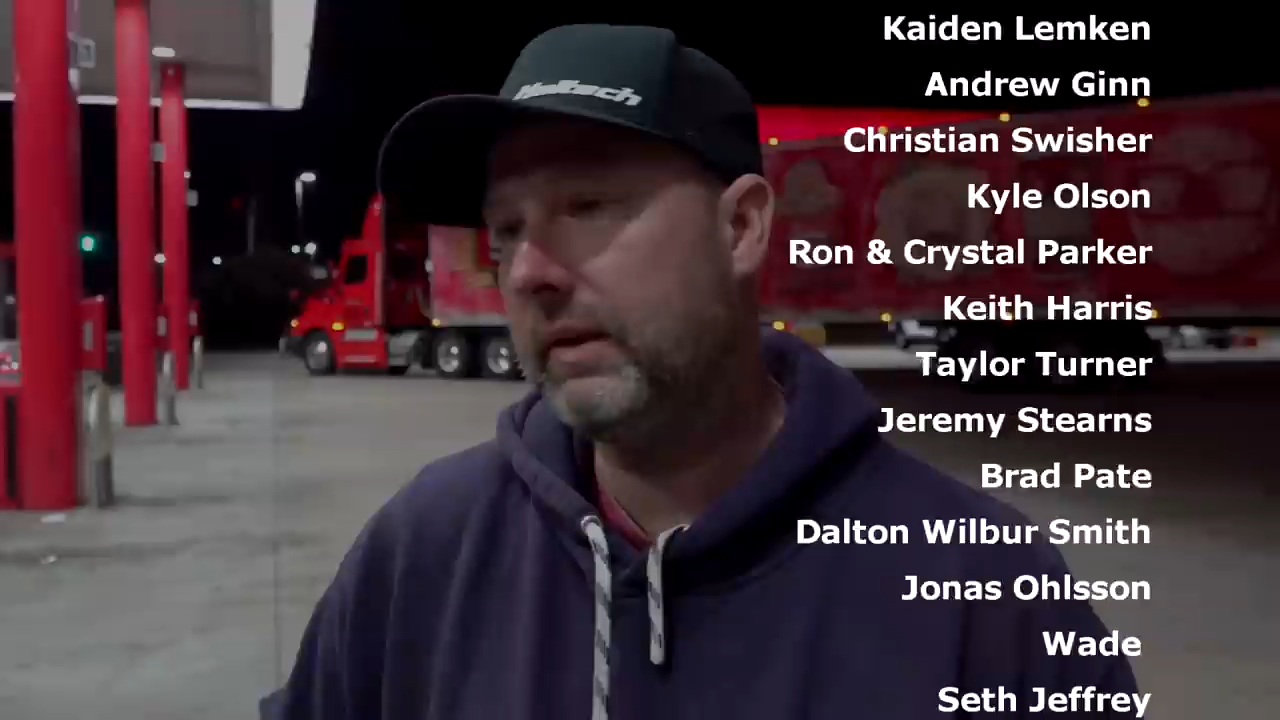 Haltech
Kaiden Lemken
Andrew Ginn
Christian Swisher
Kyle Olson
Ron & Crystal Parker
Keith Harris
Taylor Turner
Jeremy Stearns
Brad Pate
Dalton Wilbur Smith
Jonas Ohlsson
Wade
Seth Jeffrey